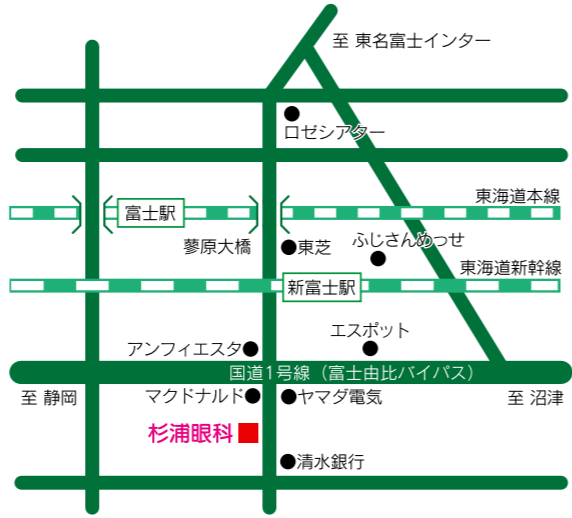 至 東名富士インター
ロゼシアター
東海道本線
富士駅
蓼原大橋
東芝
ふじさんめっせ
東海道新幹線
新富士駅
エスポット
アンフィエスタ
国道1号線（富士由比バイパス）
至 静岡
マクドナルド
ヤマダ電気
至 沼津
杉浦眼科
清水銀行